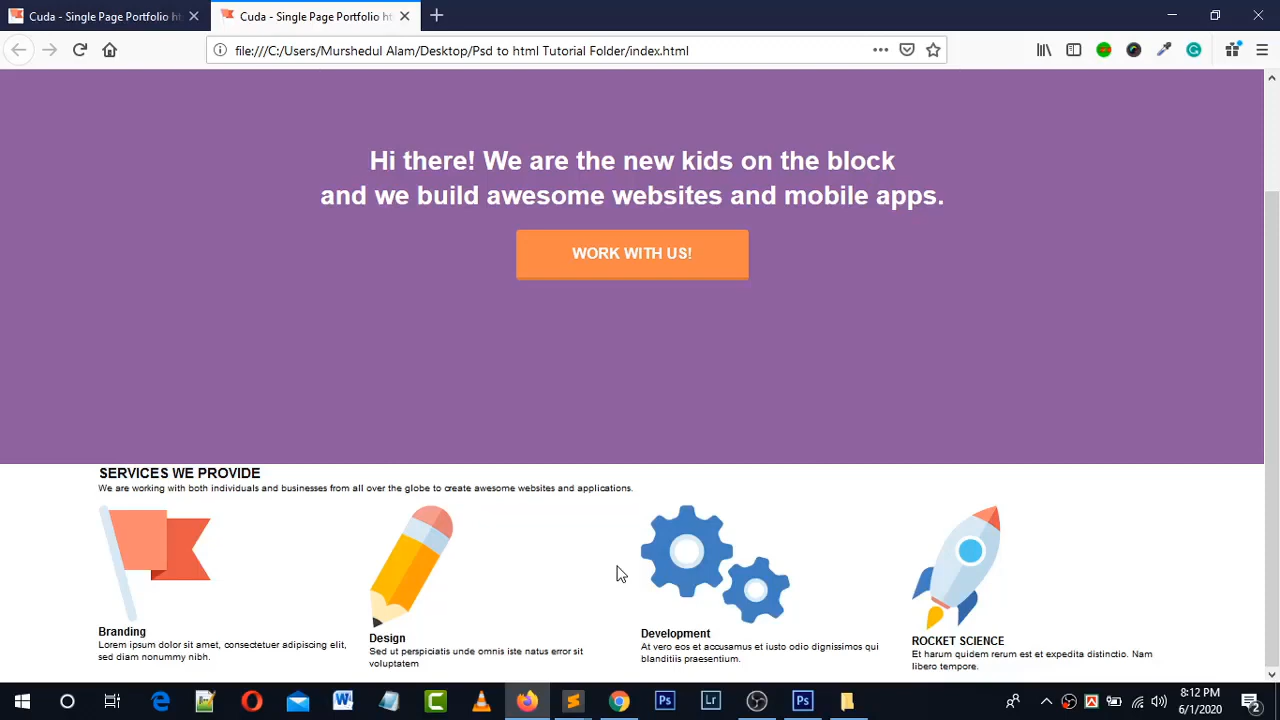 Cuda - Single Page Portfolio ht
Cuda - Single Page Portfolio ht
file:///C:/Users/Murshedul Alam/Desktop/Psd to html Tutorial Folder/index.html
Hi there! We are the new kids on the block
and we build awesome websites and mobile apps.
WORK WITH US!
SERVICES WE PROVIDE
We are working with both individuals and businesses from all over the globe to create awesome websites and applications.
Branding
Lorem ipsum dolor sit amet, consectetuer adipiscing elit,
sed diam nonummy nibh.
Design
Sed ut perspiciatis unde omnis iste natus error sit
voluptatem
Development
At vero eos et accusamus et iusto odio dignissimos qui
blanditiis praesentium.
ROCKET SCIENCE
Et harum quidem rerum est et expedita distinctio. Nam
libero tempore.
W
C
Ps
Lr
Ps
8:12 PM
6/1/2020
2